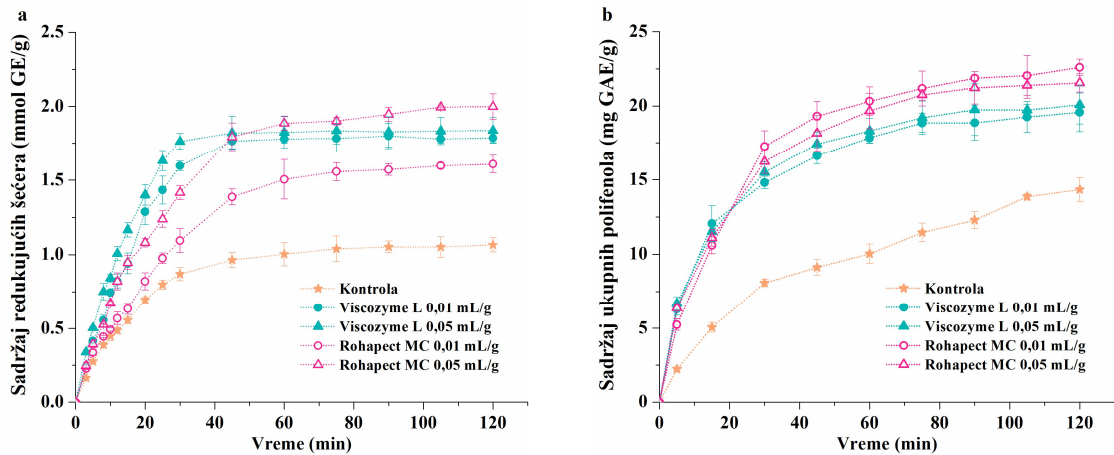 a
Sadržaj redukujućih šećera (mmol GE/g)
2.5
2.0
1.5
1.0
0.5
0.0
Kontrola
Viscozyme L 0,01 mL/g
Viscozyme L 0,05 mL/g
Rohapect MC 0,01 mL/g
Rohapect MC 0,05 mL/g
0 20 40 60 80 100 120
Vreme (min)
b
Sadržaj ukupnih polifenola (mg GAE/g)
25
20
15
10
5
0
Kontrola
Viscozyme L 0,01 mL/g
Viscozyme L 0,05 mL/g
Rohapect MC 0,01 mL/g
Rohapect MC 0,05 mL/g
0 20 40 60 80 100 120
Vreme (min)